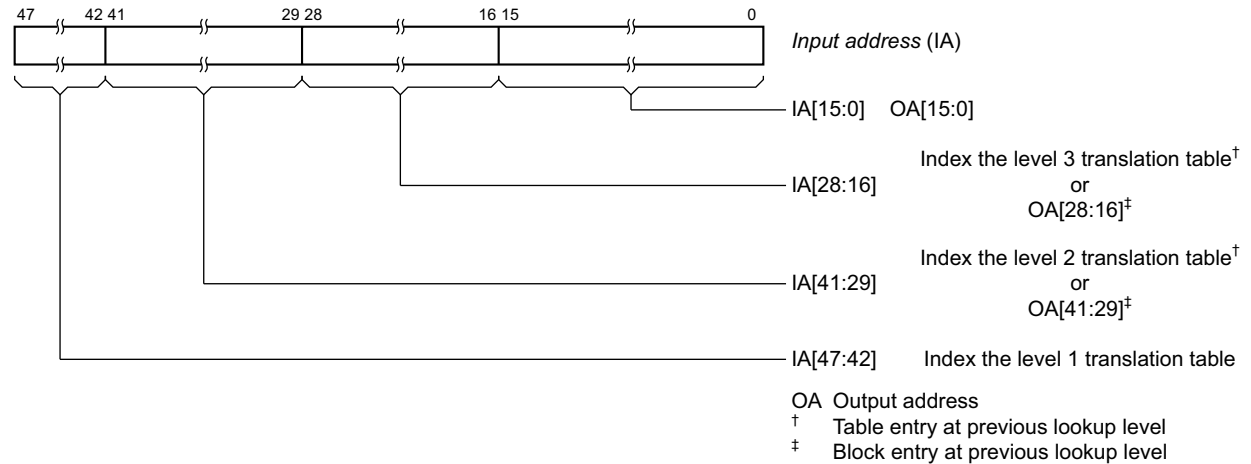 47 42 41 29 28 16 15 0
Input address (IA)
IA[15:0] OA[15:0]
Index the level 3 translation table†
IA[28:16] or
OA[28:16]‡
Index the level 2 translation table†
IA[41:29] or
OA[41:29]‡
IA[47:42] Index the level 1 translation table
OA Output address
† Table entry at previous lookup level
‡ Block entry at previous lookup level